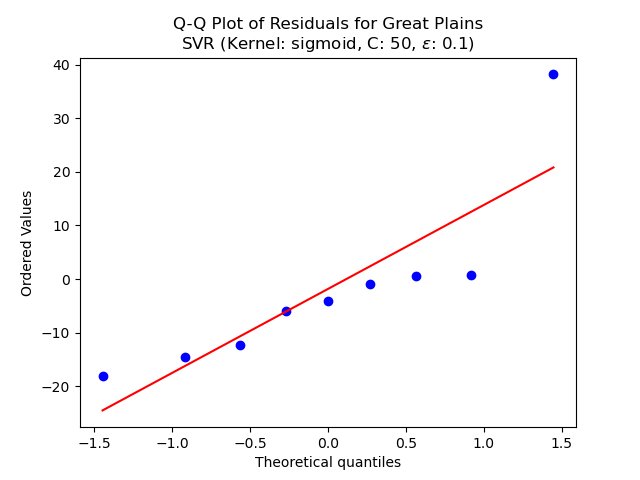 Q-Q Plot of Residuals for Great Plains
SVR (Kernel: sigmoid, C: 50, ε: 0.1)
Ordered Values
40
30
20
10
0
−10
−20
−1.5 −1.0 −0.5 0.0 0.5 1.0 1.5
Theoretical quantiles